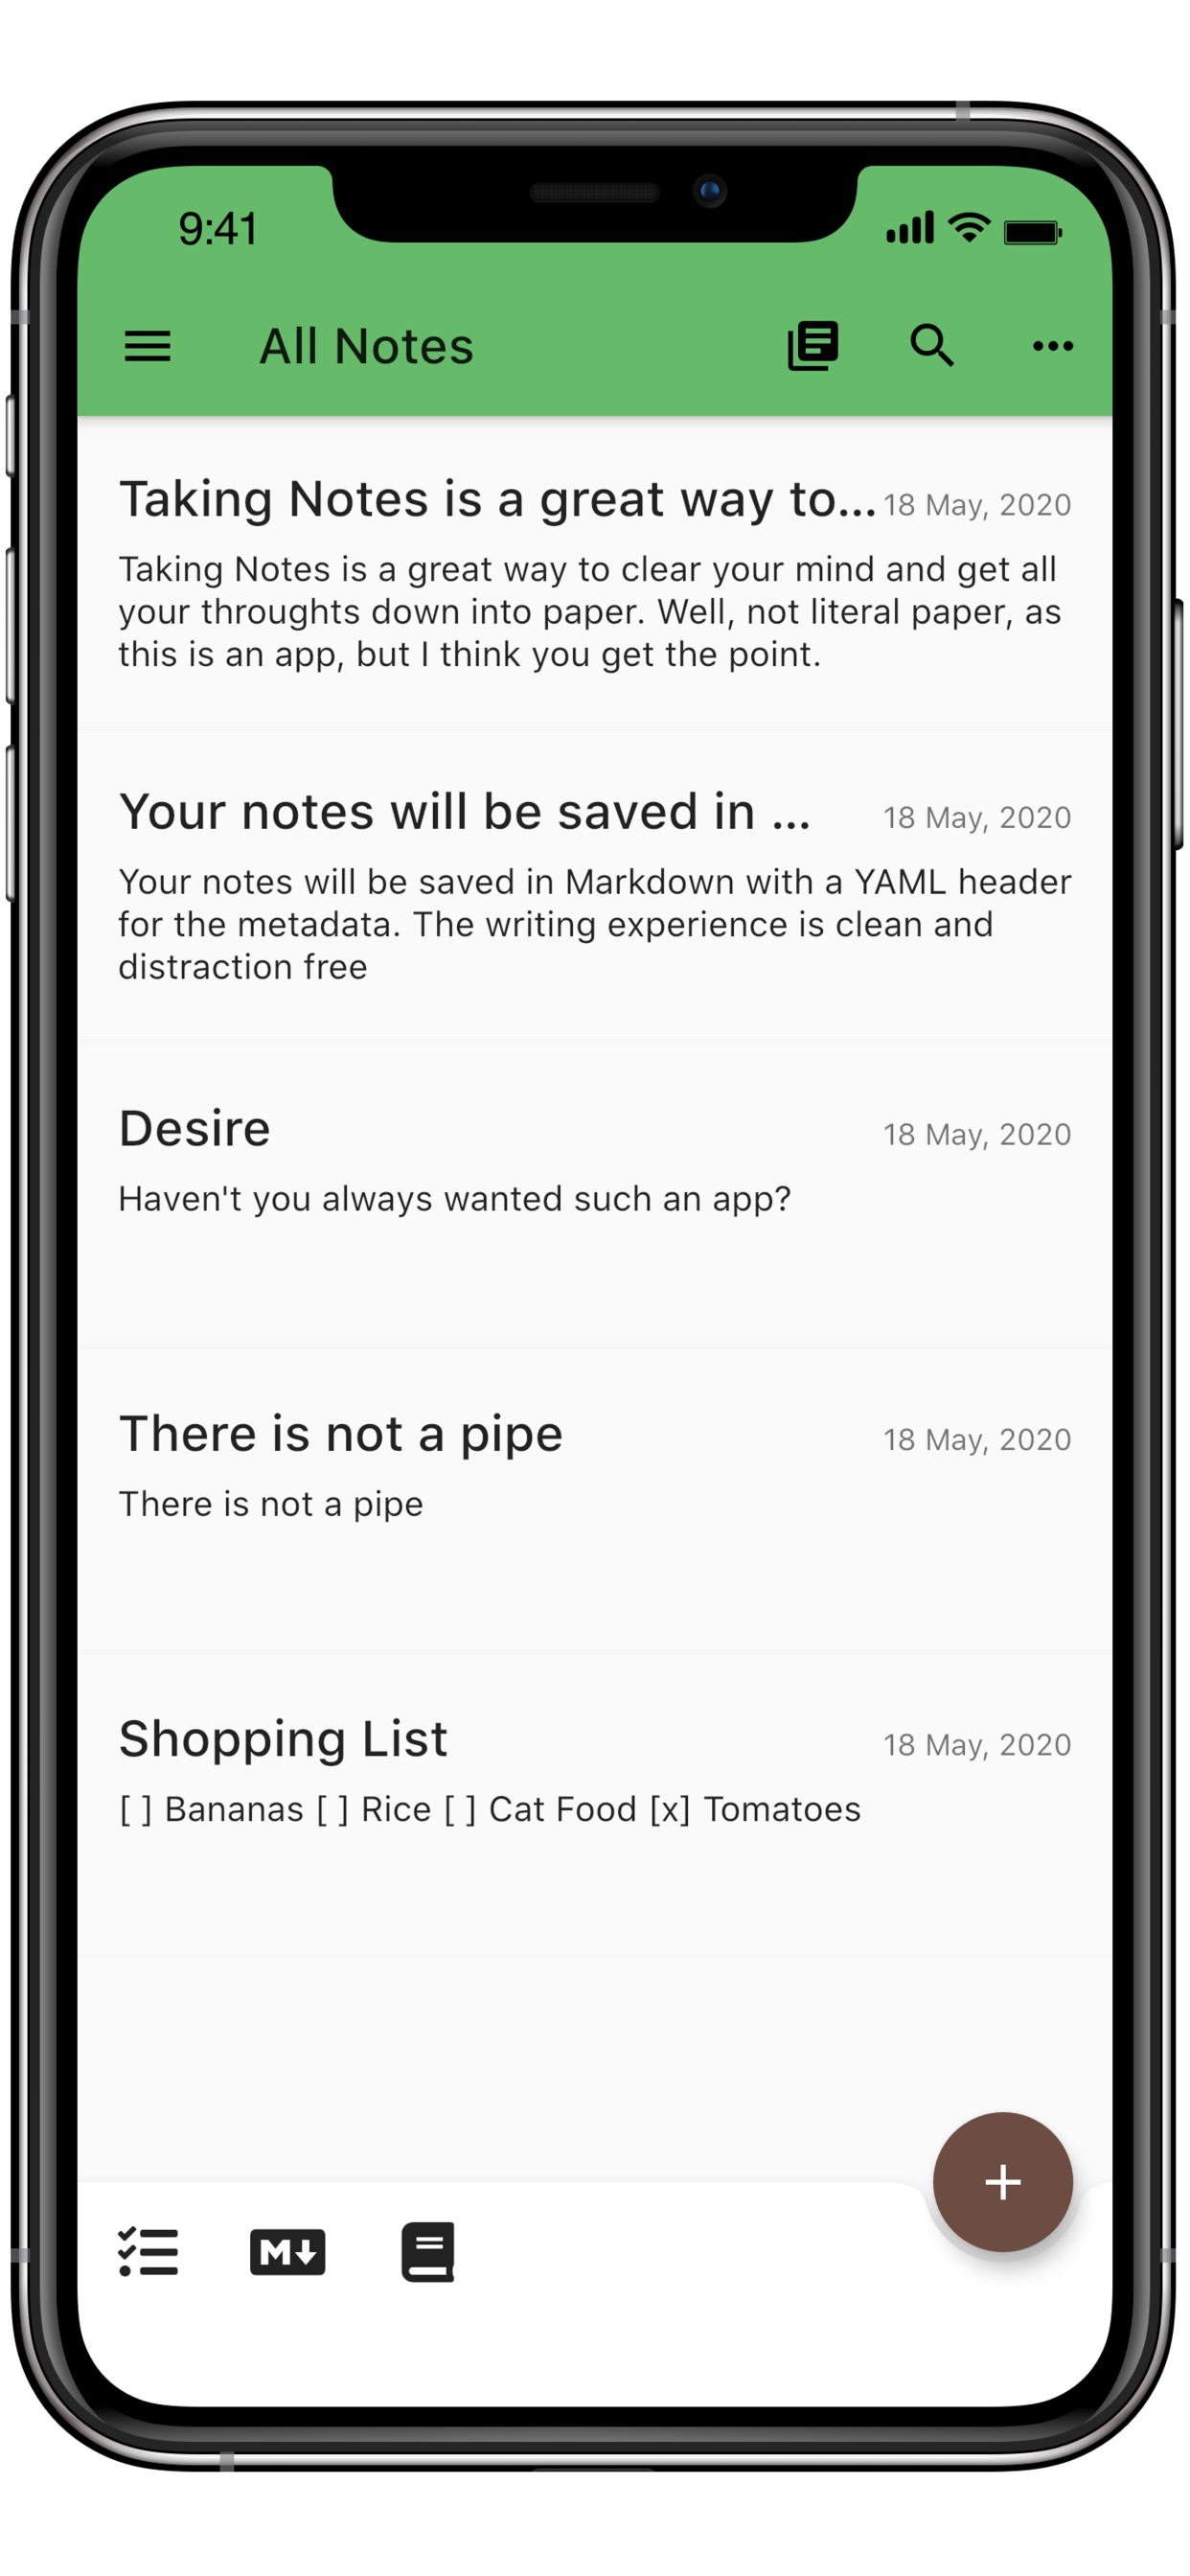 9:41
All Notes
Taking Notes is a great way to... 18 May, 2020
Taking Notes is a great way to clear your mind and get all
your throughts down into paper. Well, not literal paper, as
this is an app, but I think you get the point.
Your notes will be saved in ... 18 May, 2020
Your notes will be saved in Markdown with a YAML header
for the metadata. The writing experience is clean and
distraction free
Desire 18 May, 2020
Haven't you always wanted such an app?
There is not a pipe 18 May, 2020
There is not a pipe
Shopping List 18 May, 2020
[ ] Bananas [ ] Rice [ ] Cat Food [x] Tomatoes
M